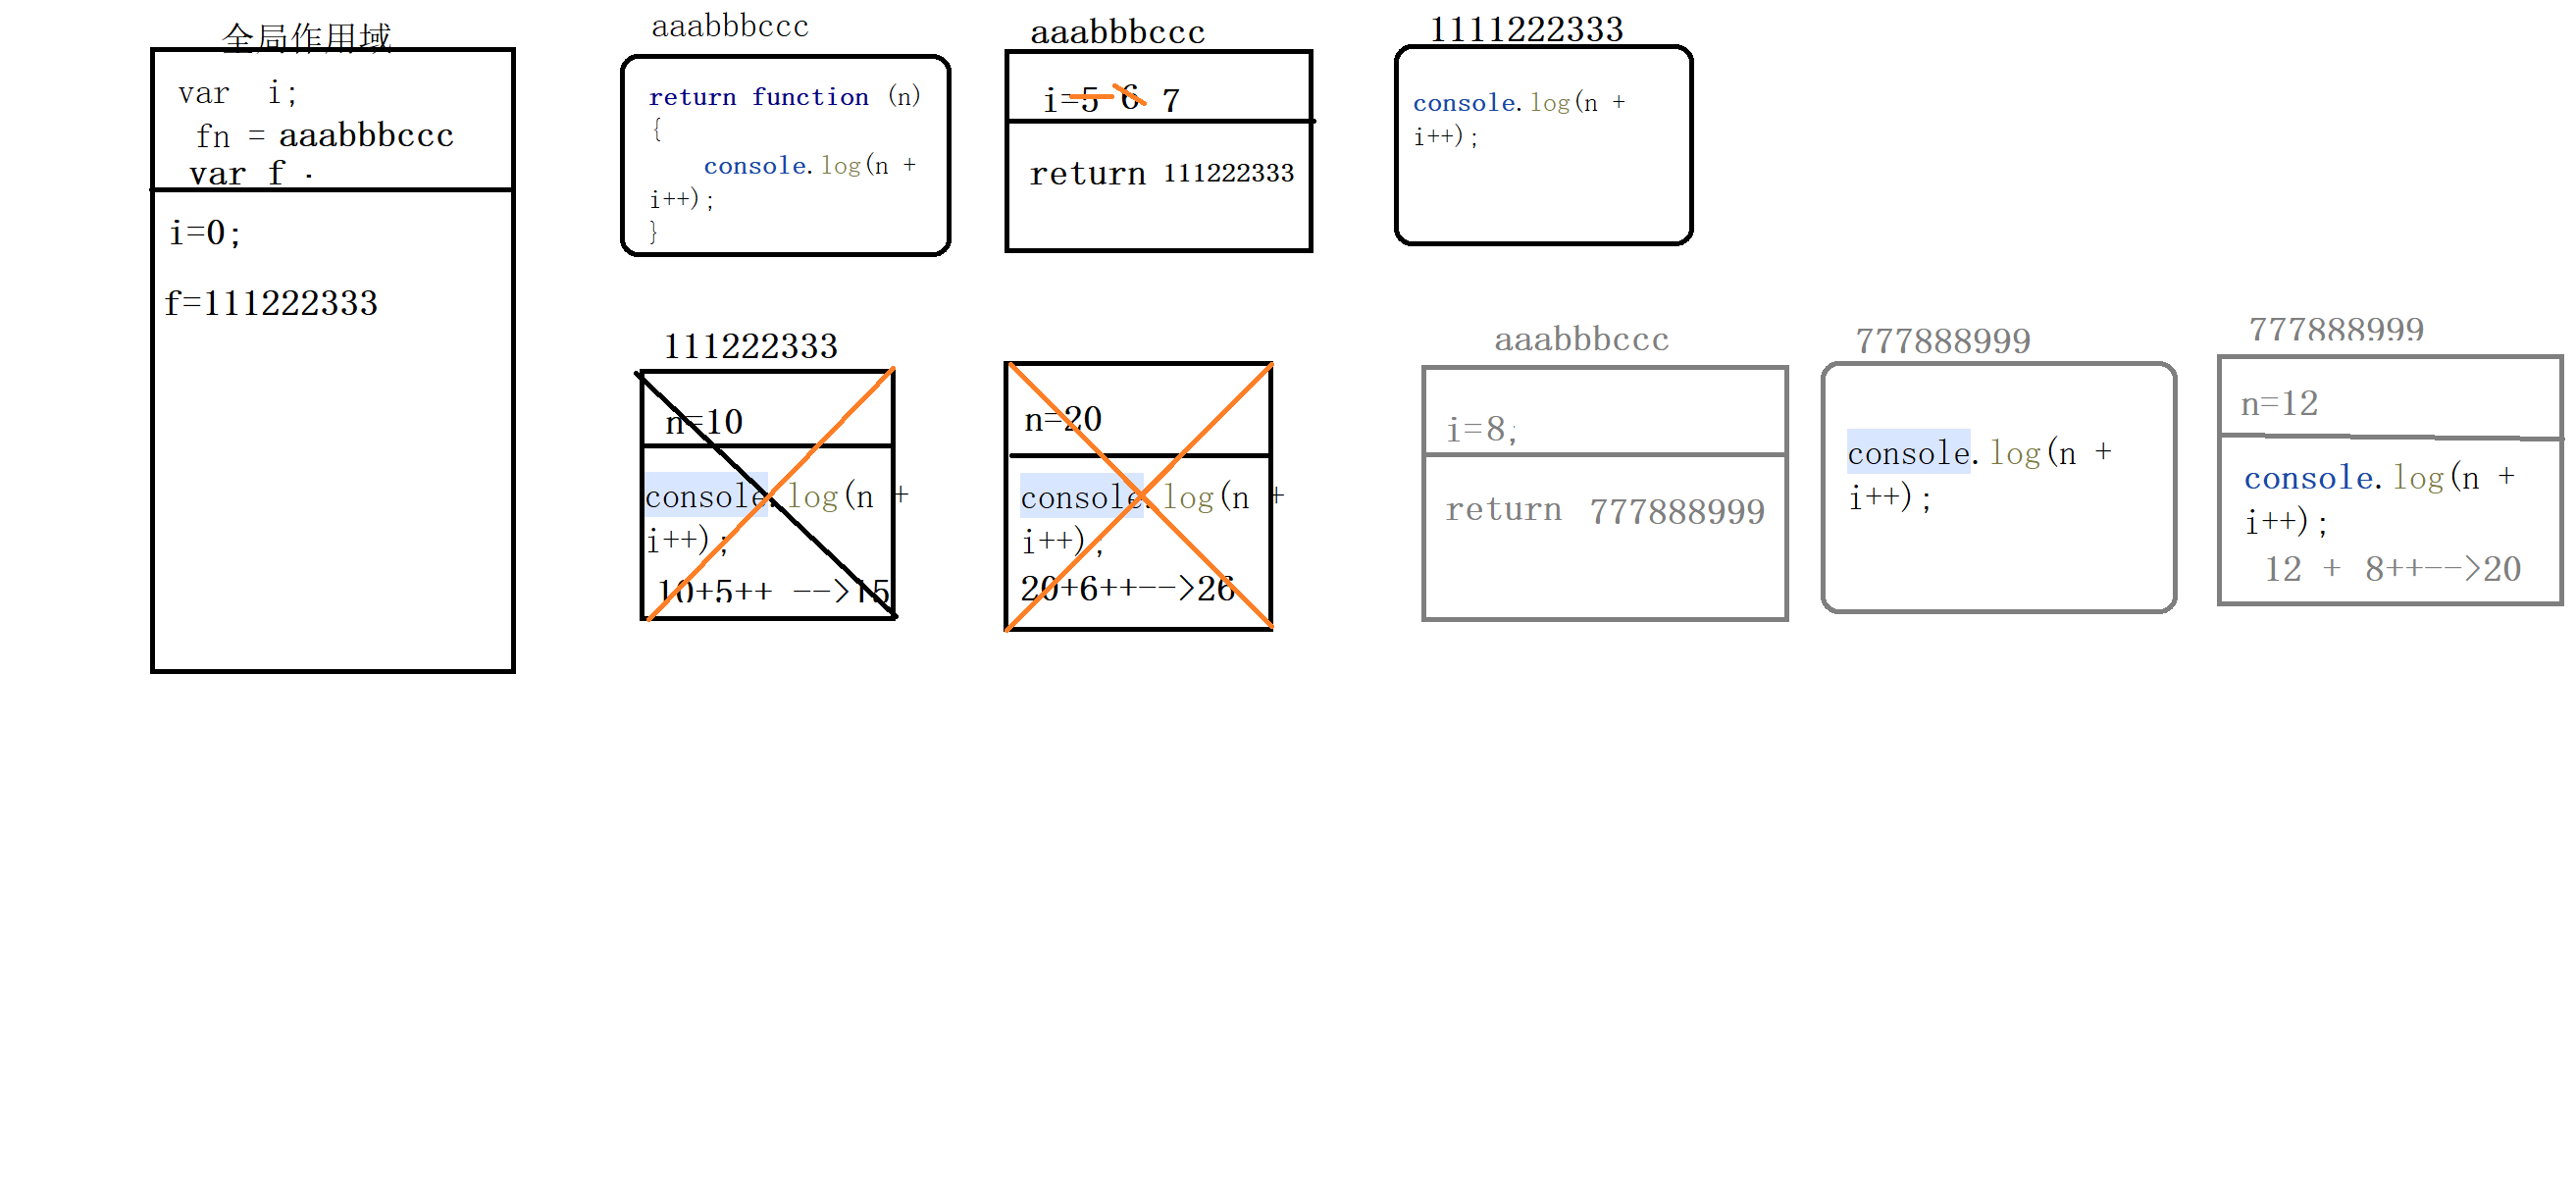 全局作用域
var  i;
fn = aaabbbccc
var f .
i=0;
f=111222333
aaabbbccc
return function (n)
{
console.log(n +
i++);
}
aaabbbccc
i=5 6 7
return 111222333
1111222333
console.log(n +
i++);
111222333
n=10
console.log(n +
i++);
10+5++ -->15
n=20
console.log(n +
i++);
20+6++-->26
aaabbbccc
i=8;
return 777888999
777888999
console.log(n +
i++);
777888999
n=12
console.log(n +
i++);
12 + 8++-->20